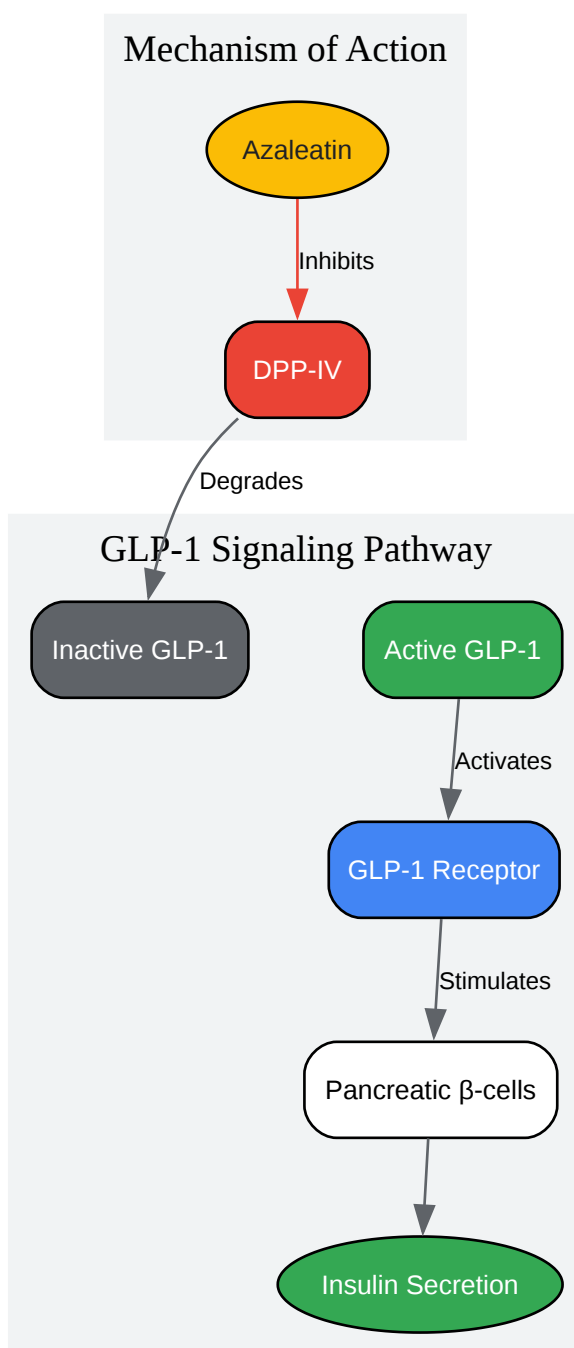 Mechanism of Action
Azaleatin
Inhibits
DPP-IV
Degrades
GLP-1 Signaling Pathway
Inactive GLP-1
Active GLP-1
Activates
GLP-1 Receptor
Stimulates
Pancreatic β-cells
Insulin Secretion